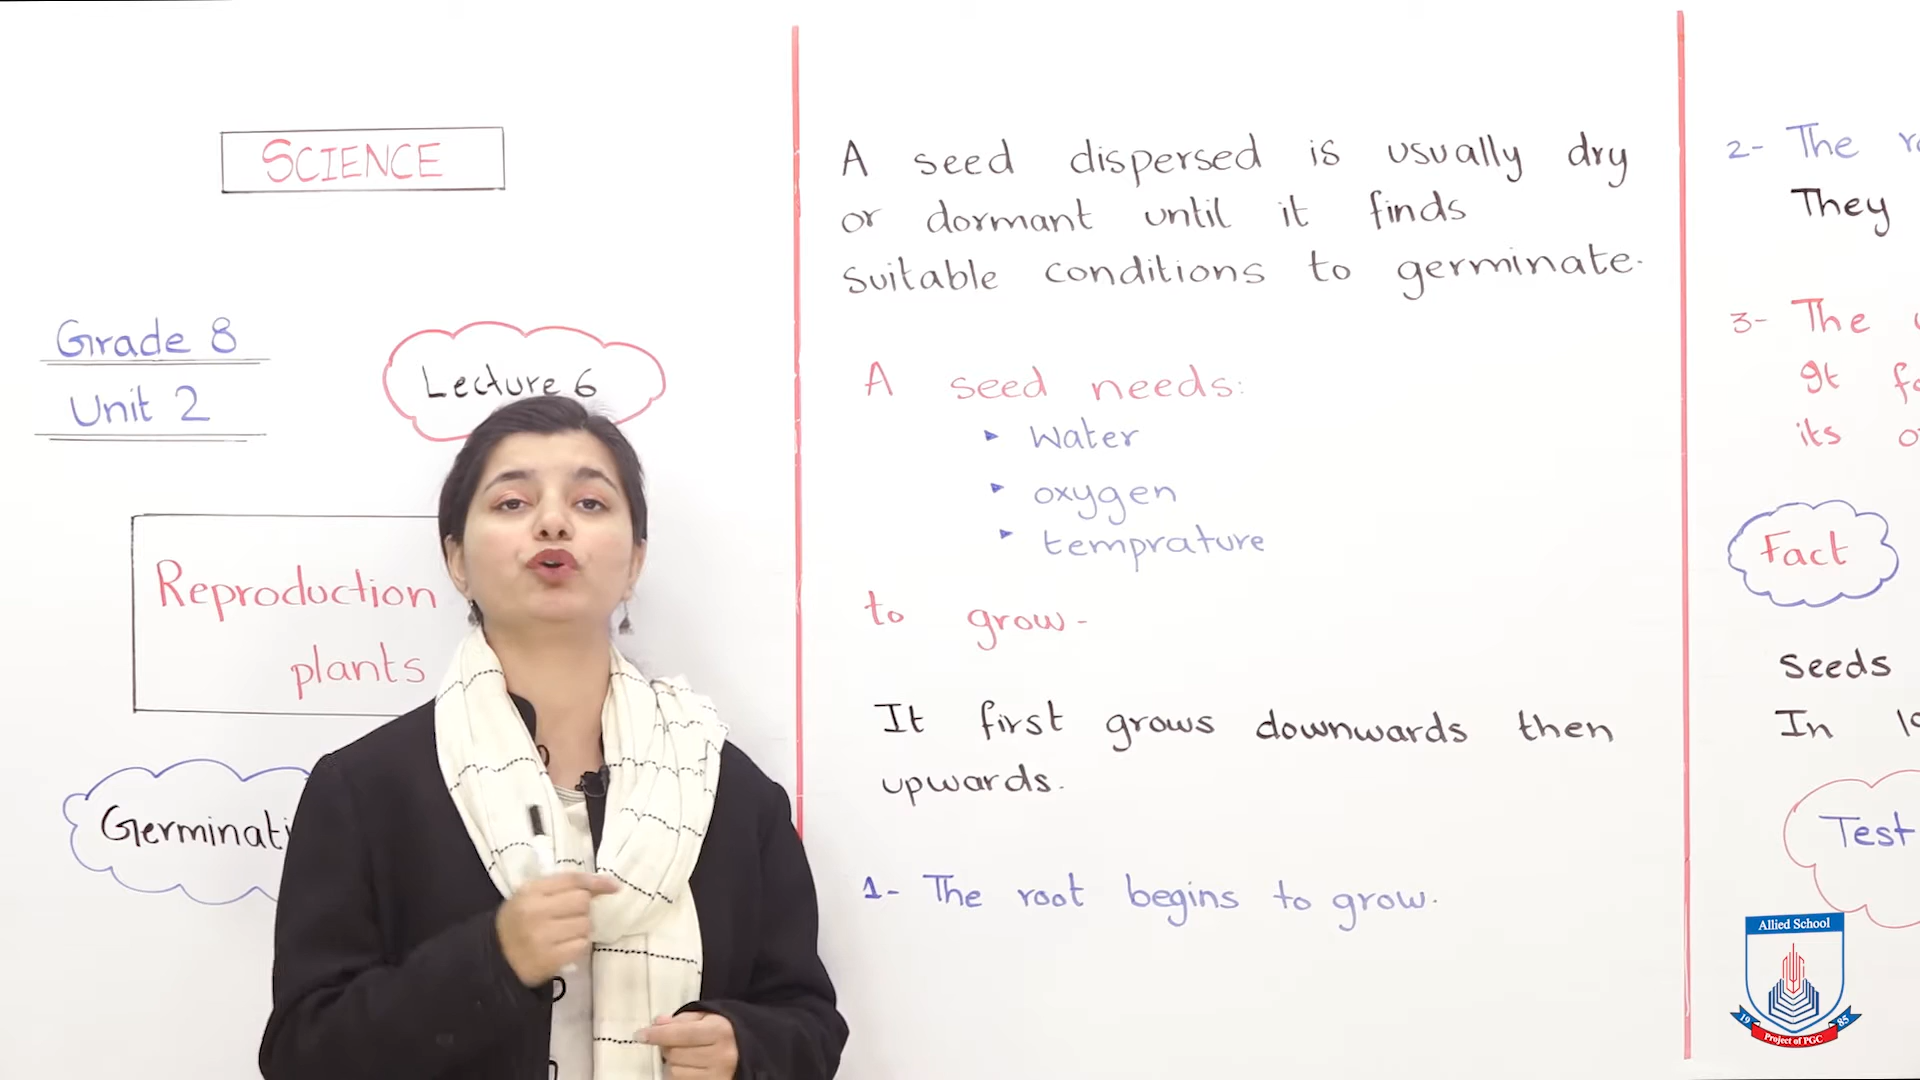 SCIENCE
Grade 8
Unit 2
Lecture 6
Reproduction
plants
A seed dispersed is usually dry
or dormant until it finds
suitable conditions to germinate.
A seed needs:
Water
oxygen
temprature
to grow-
It first grows downwards then
upwards.
1- The root begins to grow.
2- The
They
3- The
It
its
Fact
Seeds
In
Test
Allied School
19 85
Project of PGC